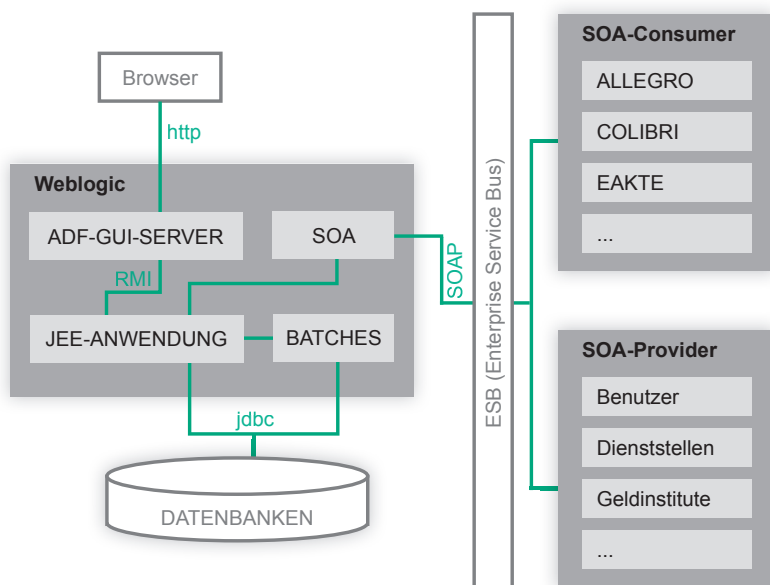 Browser
http
Weblogic
ADF-GUI-SERVER
SOA
RMI
JEE-ANWENDUNG
BATCHES
jdbc
DATENBANKEN
SOAP
ESB (Enterprise Service Bus)
SOA-Consumer
ALLEGRO
COLIBRI
EAKTE
...
SOA-Provider
Benutzer
Dienststellen
Geldinstitute
...